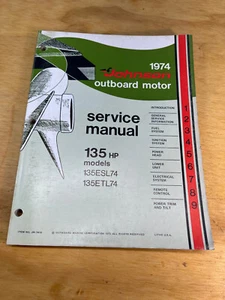 1974
Johnson
outboard motor
service
manual
135 HP
models
135ESL74
135ETL74
INTRODUCTION 1
GENERAL
SERVICE
INFORMATION 2
FUEL
SYSTEM 3
IGNITION
SYSTEM 4
POWER
HEAD 5
LOWER
UNIT 6
ELECTRICAL
SYSTEM 7
REMOTE
CONTROL 8
POWER TRIM
AND TILT 9